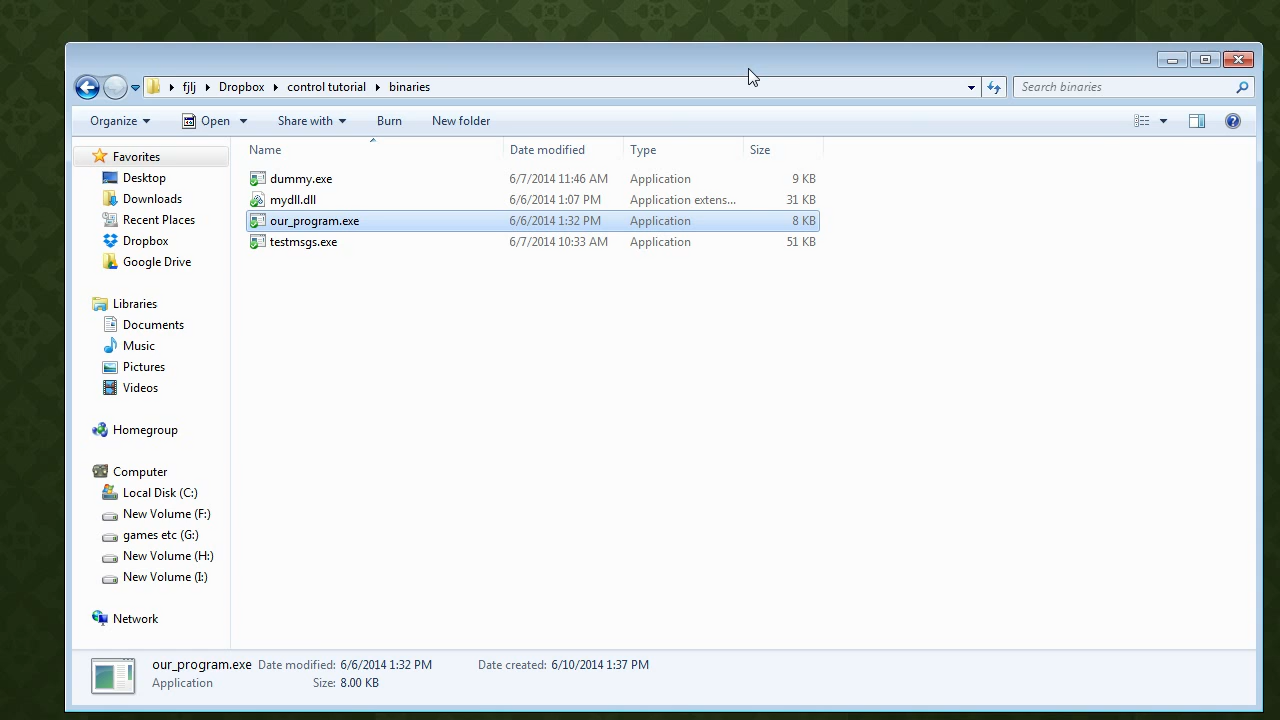 fjlj Dropbox control tutorial binaries Search binaries
Organize Open Share with Burn New folder
Name Date modified Type Size
dummy.exe 6/7/2014 11:46 AM Application 9 KB
mydll.dll 6/6/2014 1:07 PM Application extens... 31 KB
our_program.exe 6/6/2014 1:32 PM Application 8 KB
testmsgs.exe 6/7/2014 10:33 AM Application 51 KB
Favorites
Desktop
Downloads
Recent Places
Dropbox
Google Drive
Libraries
Documents
Music
Pictures
Videos
Homegroup
Computer
Local Disk (C:)
New Volume (F:)
games etc (G:)
New Volume (H:)
New Volume (I:)
Network
our_program.exe Date modified: 6/6/2014 1:32 PM Date created: 6/10/2014 1:37 PM
Application Size: 8.00 KB